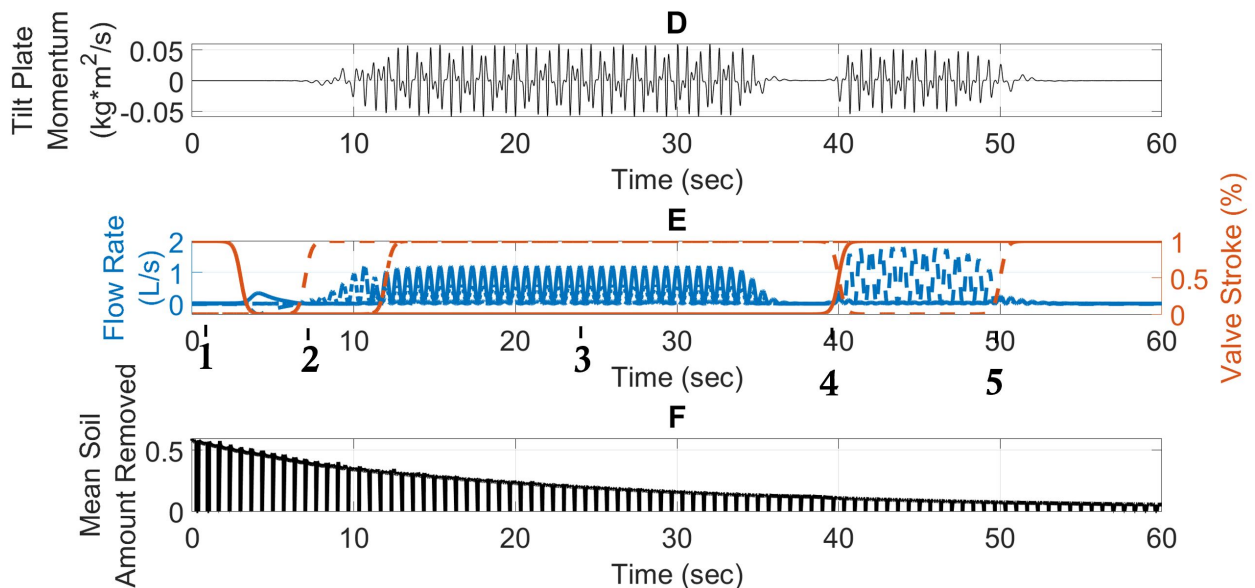 D
Tilt Plate
Momentum
(kg*m^2/s)
0.05
0
-0.05
0 10 20 30 40 50 60
Time (sec)
E
Flow Rate
(L/s)
2
1
0
Valve Stroke (%)
1
0.5
0
0 10 20 30 40 50 60
1 2 3 4 5
Time (sec)
F
Mean Soil
Amount Removed
0.5
0
0 10 20 30 40 50 60
Time (sec)